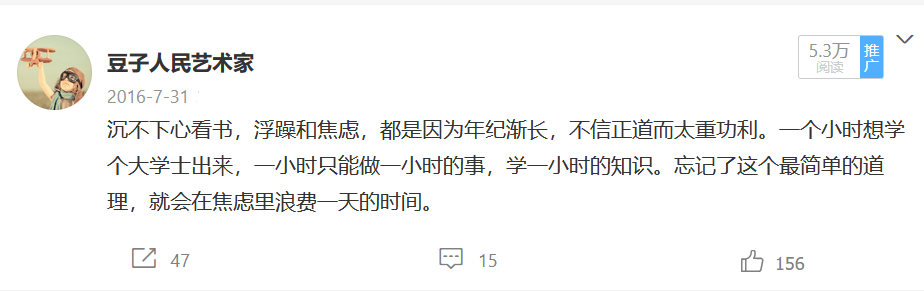 豆子人民艺术家
5.3万
阅读
推广
2016-7-31
沉不下心看书，浮躁和焦虑，都是因为年纪渐长，不信正道而太重功利。一个小时想学
个大学士出来，一小时只能做一小时的事，学一小时的知识。忘记了这个最简单的道
理，就会在焦虑里浪费一天的时间。
47
15
156